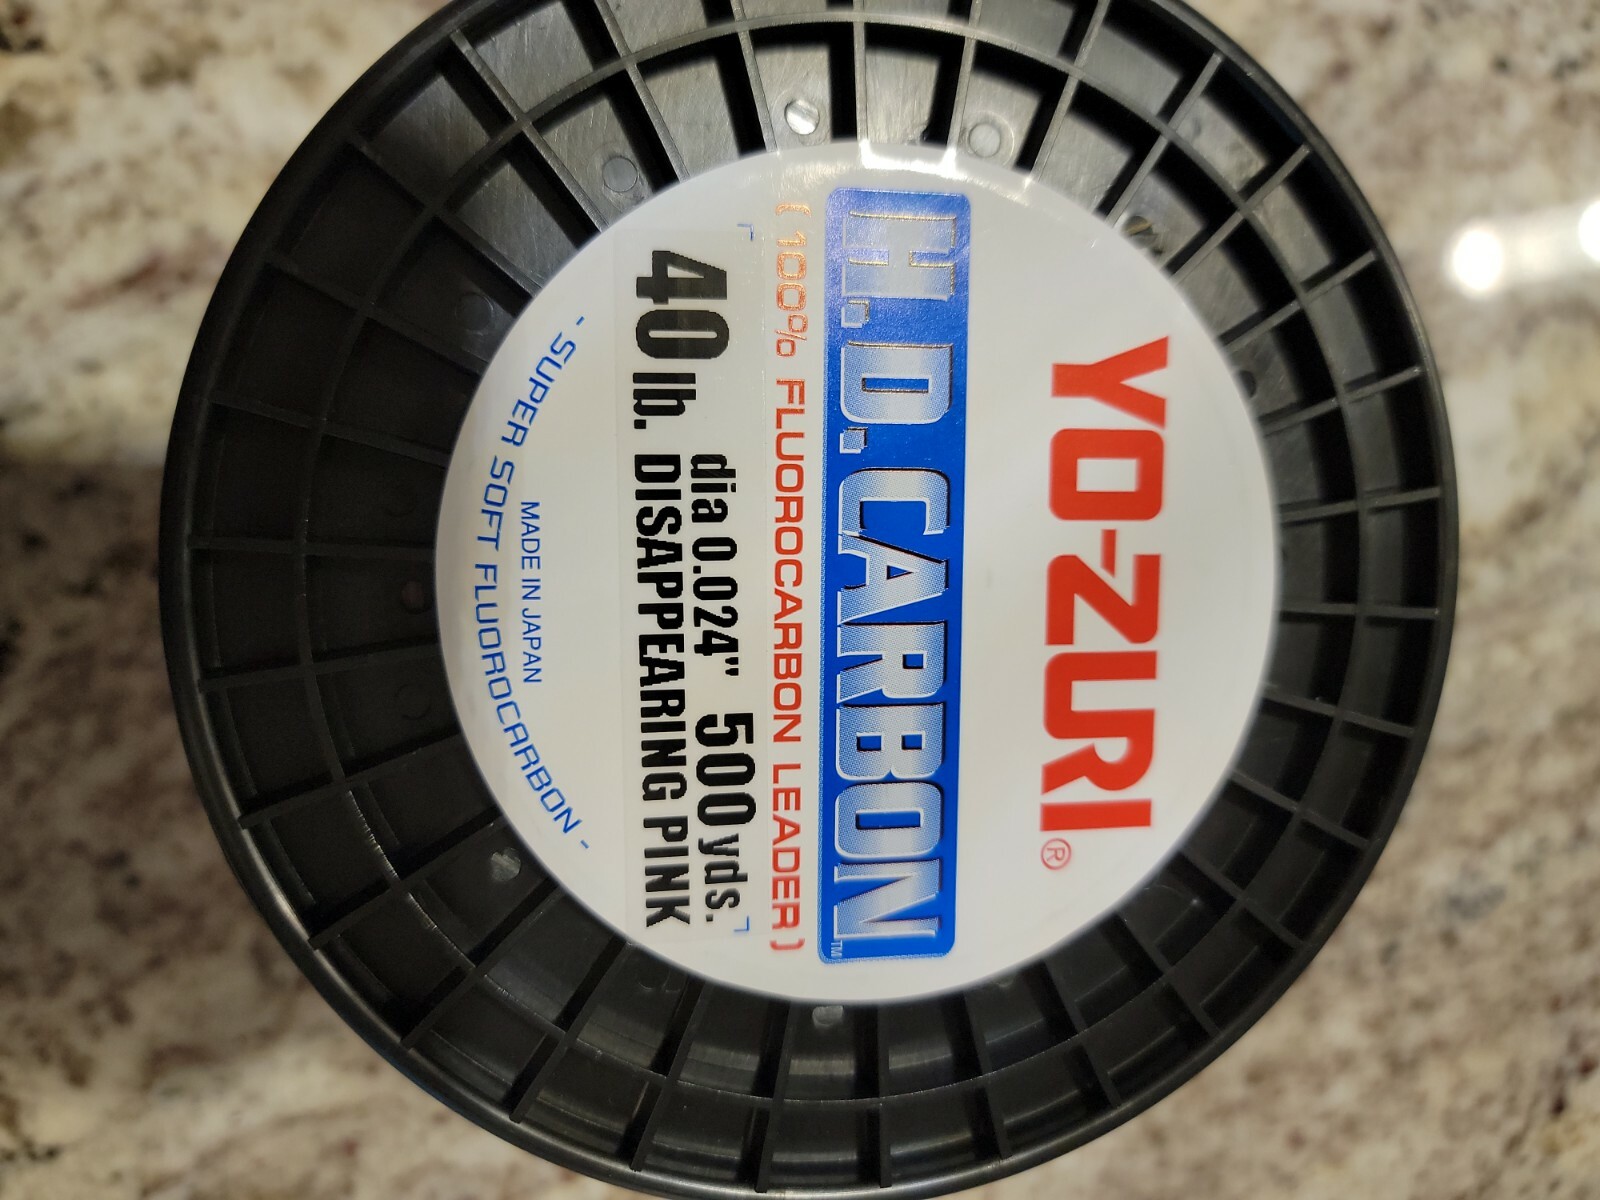 YO-ZURI®
H.D.CARBON™
( 100% FLUOROCARBON LEADER )
dia 0.024" 500 yds.
40 lb. DISAPPEARING PINK
MADE IN JAPAN
- SUPER SOFT FLUOROCARBON -